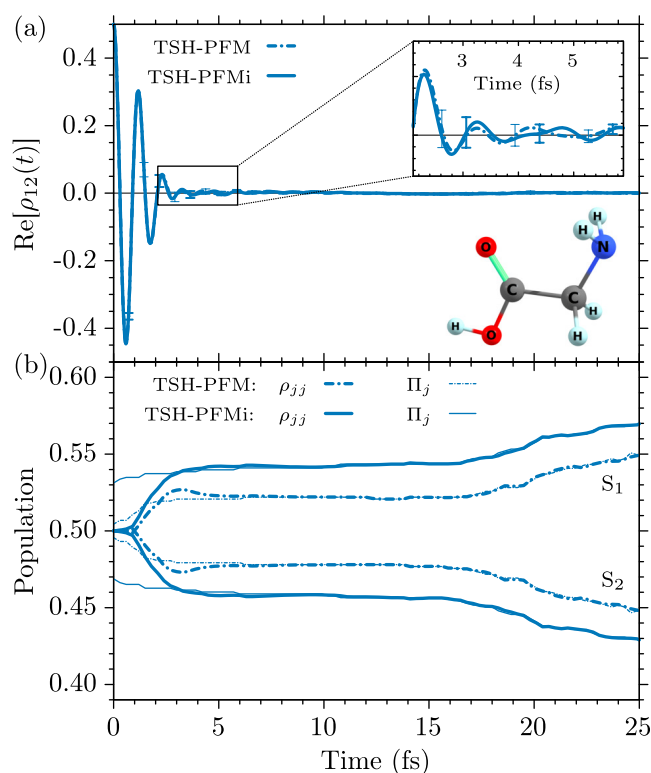 (a)
TSH-PFM
TSH-PFMi
0.4
0.2
0.0
-0.2
-0.4
Re[ρ₁₂(t)]
3 4 5
Time (fs)
H
H
O N
C C
H
H O
H
(b)
0.60
0.55
0.50
0.45
0.40
Population
TSH-PFM: ρⱼⱼ Πⱼ
TSH-PFMi: ρⱼⱼ Πⱼ
S₁
S₂
0 5 10 15 20 25
Time (fs)